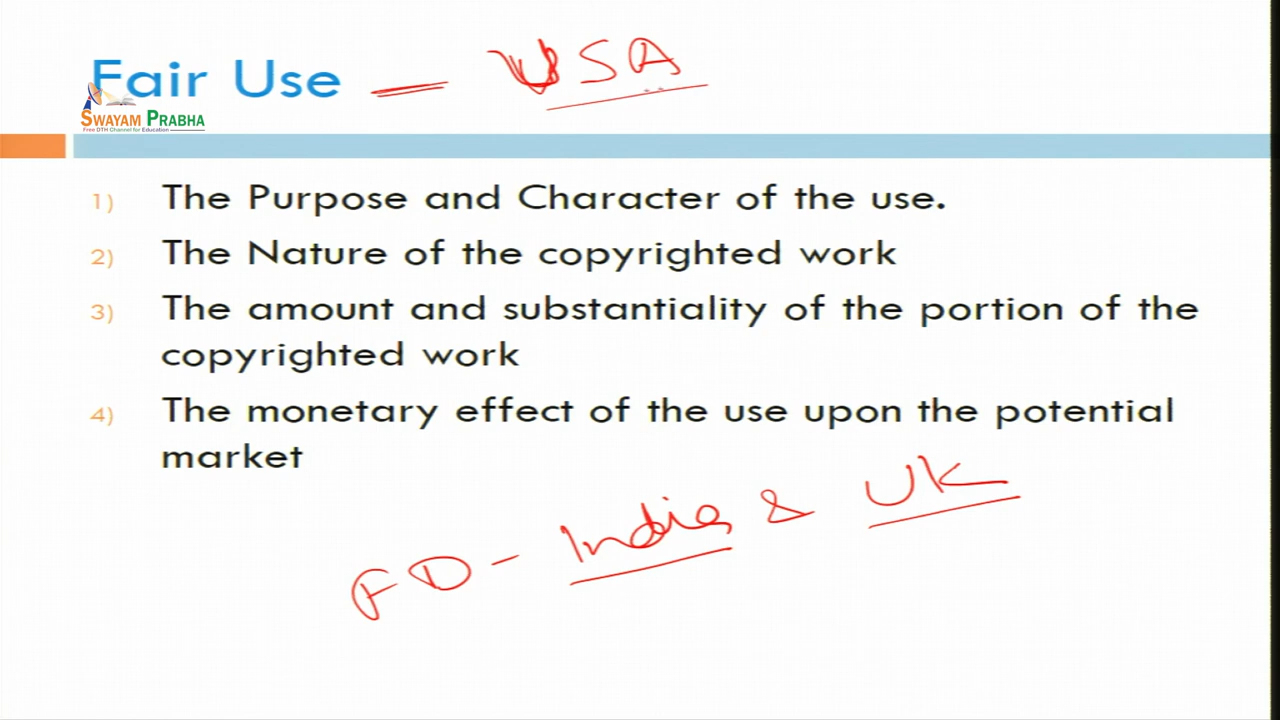 Fair Use — USA
SWAYAM PRABHA
Free DTH Channel for Education
1) The Purpose and Character of the use.
2) The Nature of the copyrighted work
3) The amount and substantiality of the portion of the
copyrighted work
4) The monetary effect of the use upon the potential
market
FD - India & UK